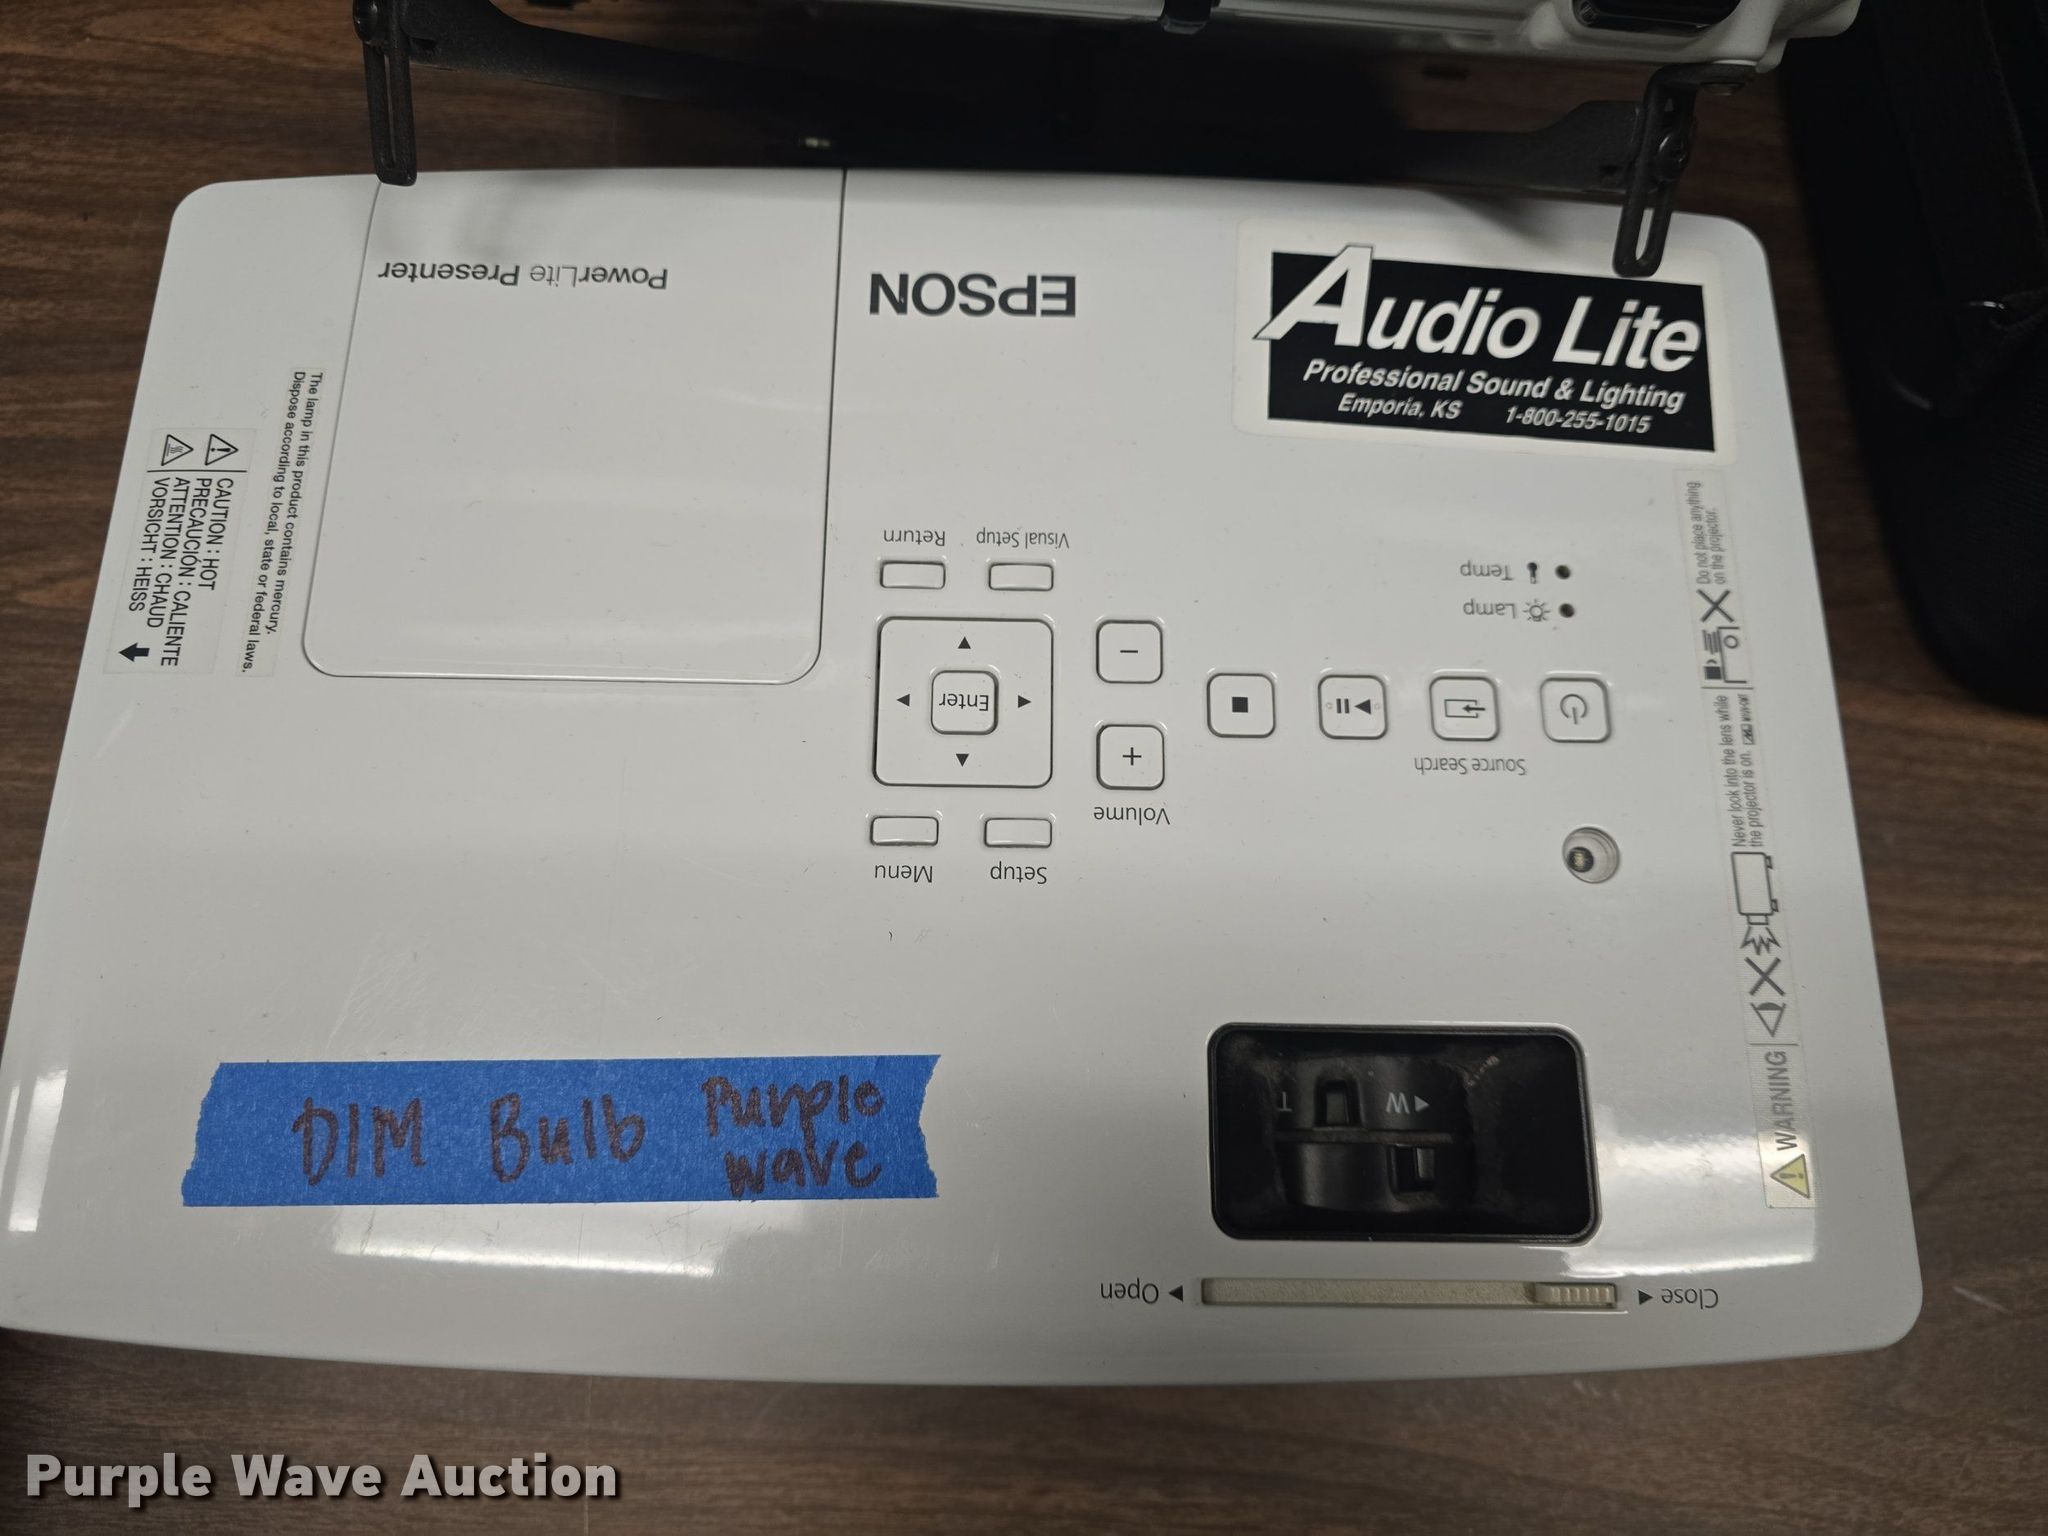 PowerLite Presenter
EPSON
Audio Lite
Professional Sound & Lighting
Emporia, KS 1-800-255-1015
The lamp in this product contains mercury.
Dispose according to local, state or federal laws.
CAUTION : HOT
PRECAUCIÓN : CALIENTE
ATTENTION : CHAUD
VORSICHT : HEISS
Return
Visual Setup
Temp
Lamp
Enter
−
+
Volume
Source Search
Menu
Setup
Do not place anything
on the projector.
Never look into the lens while
the projector is on.
WARNING
T W
Open
Close
DIM Bulb Purple
wave
Purple Wave Auction